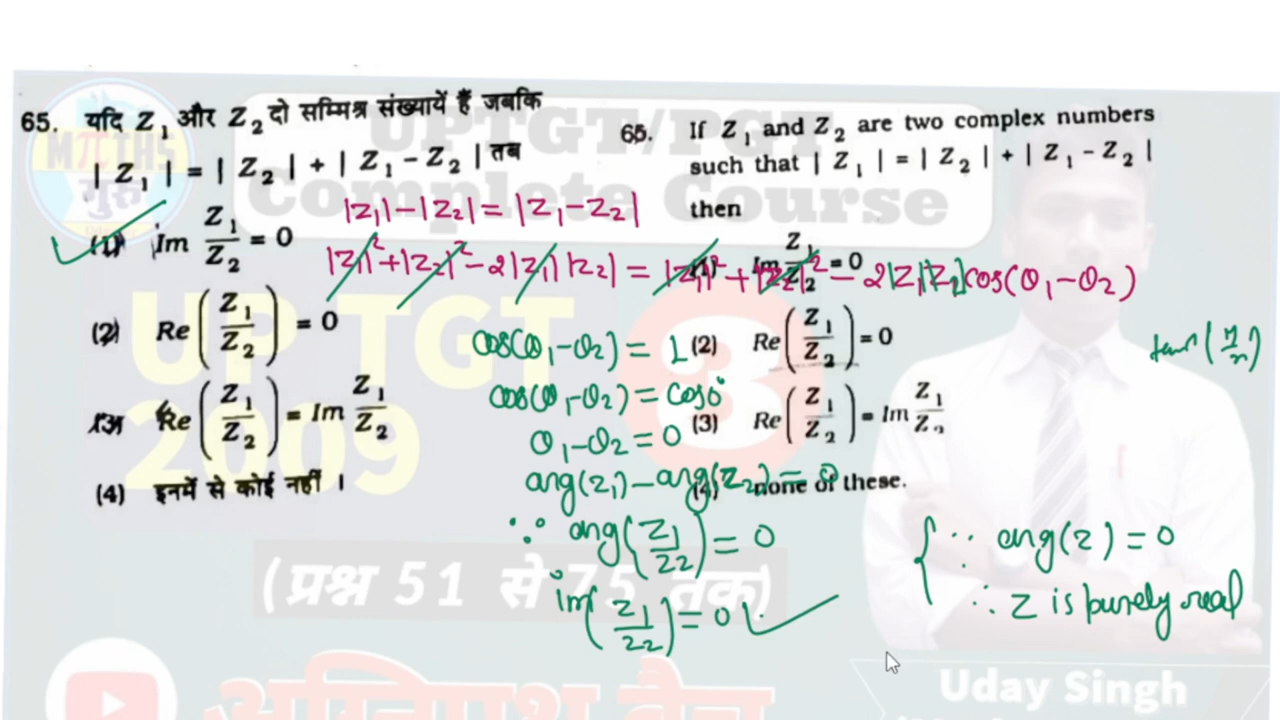 65. यदि Z₁ और Z₂ दो सम्मिश्र संख्यायें हैं जबकि
| Z₁ | = | Z₂ | + | Z₁ - Z₂ | तब
(1) Im Z₁/Z₂ = 0
(2) Re ( Z₁/Z₂ ) = 0
(3) Re ( Z₁/Z₂ ) = Im Z₁/Z₂
(4) इनमें से कोई नहीं ।
65. If Z₁ and Z₂ are two complex numbers
such that | Z₁ | = | Z₂ | + | Z₁ - Z₂ |
then
(1) Im Z₁/Z₂ = 0
(2) Re ( Z₁/Z₂ ) = 0
(3) Re ( Z₁/Z₂ ) = Im Z₁/Z₂
(4) none of these.
|z₁| - |z₂| = |z₁ - z₂|
|z₁|² + |z₂|² - 2|z₁| |z₂| = |z₁|² + |z₂|² - 2|z₁||z₂| cos(θ₁ - θ₂)
cos(θ₁ - θ₂) = 1
cos(θ₁ - θ₂) = cos0°
θ₁ - θ₂ = 0
arg(z₁) - arg(z₂) = 0
∵ arg(z₁/z₂) = 0
im(z₁/z₂) = 0
{ ∵ arg(z) = 0
∴ z is purely real
UPTGT/PGT
Complete Course
MπTHS
गुरु
UP TGT 3
2009
(प्रश्न 51 से 75 तक)
Uday Singh